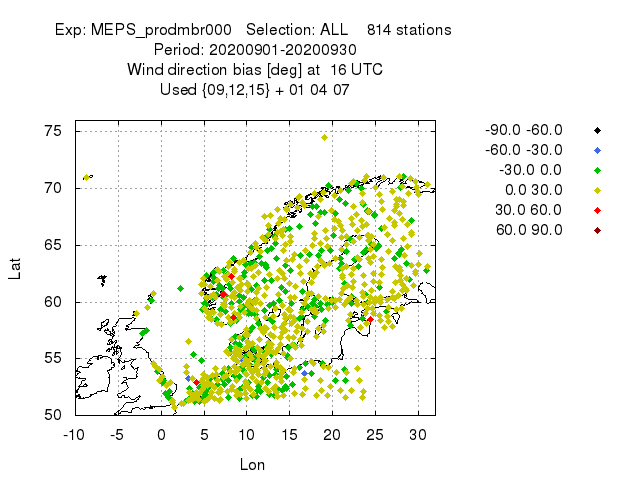 Exp: MEPS_prodmbr000 Selection: ALL 814 stations
Period: 20200901-20200930
Wind direction bias [deg] at 16 UTC
Used {09,12,15} + 01 04 07
-90.0 -60.0
-60.0 -30.0
-30.0 0.0
0.0 30.0
30.0 60.0
60.0 90.0
75
70
65
60
55
50
Lat
-10 -5 0 5 10 15 20 25 30
Lon